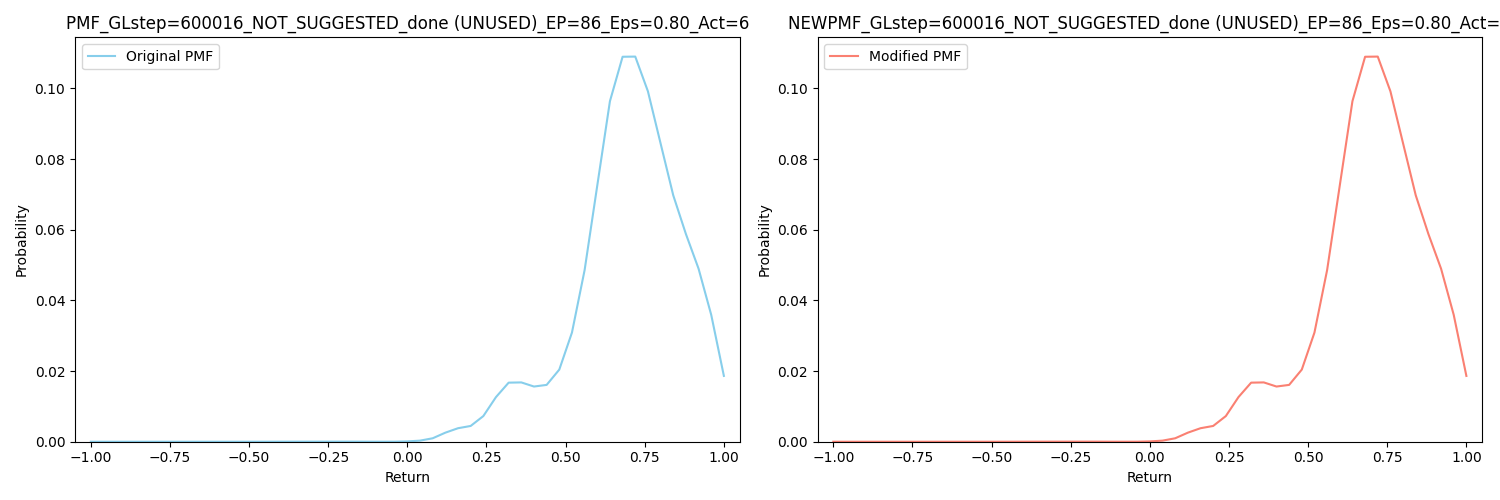 PMF_GLstep=600016_NOT_SUGGESTED_done (UNUSED)_EP=86_Eps=0.80_Act=6
Original PMF
0.10
0.08
0.06
0.04
0.02
0.00
Probability
−1.00 −0.75 −0.50 −0.25 0.00 0.25 0.50 0.75 1.00
Return
NEWPMF_GLstep=600016_NOT_SUGGESTED_done (UNUSED)_EP=86_Eps=0.80_Act=
Modified PMF
0.10
0.08
0.06
0.04
0.02
0.00
Probability
−1.00 −0.75 −0.50 −0.25 0.00 0.25 0.50 0.75 1.00
Return